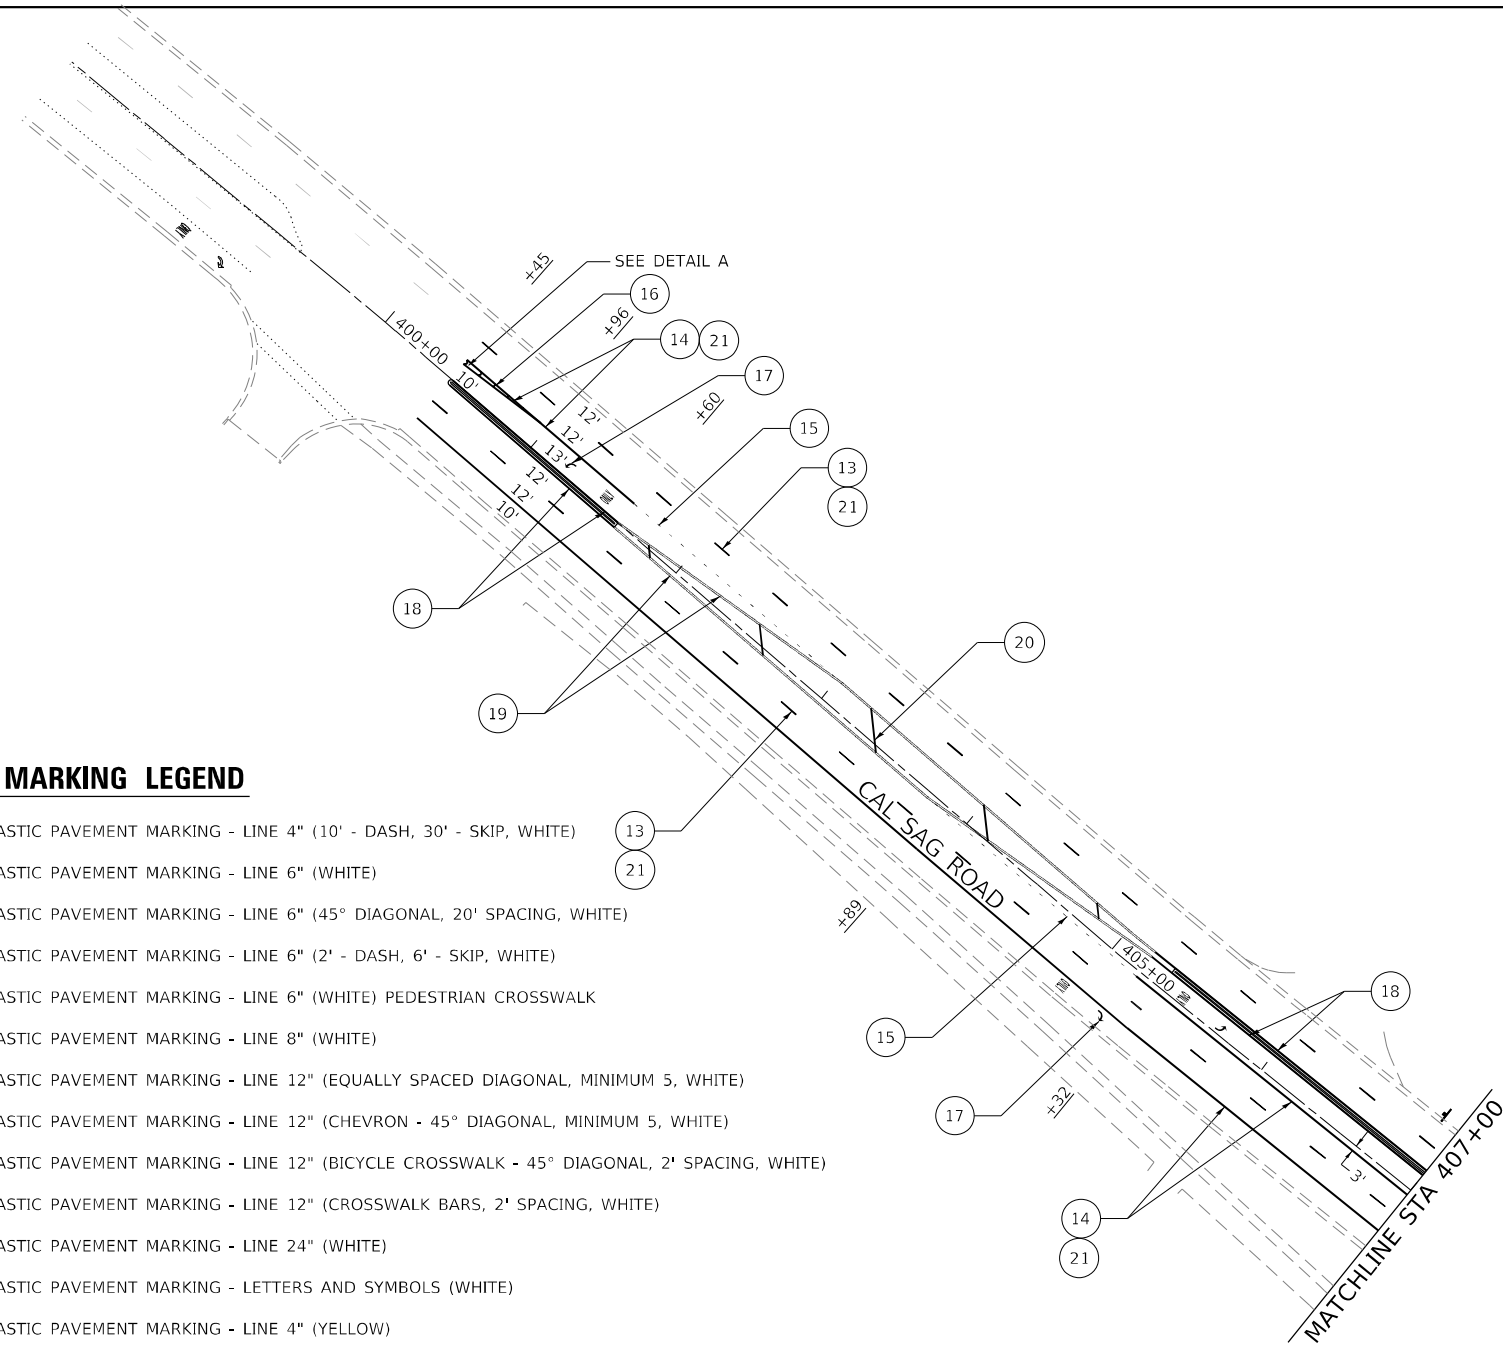 +45
SEE DETAIL A
16
+96
400+00
14
21
10'
17
+60
12'
12'
13'
15
12'
12'
10'
13
21
18
20
19
MARKING LEGEND
ASTIC PAVEMENT MARKING - LINE 4" (10' - DASH, 30' - SKIP, WHITE)
ASTIC PAVEMENT MARKING - LINE 6" (WHITE)
ASTIC PAVEMENT MARKING - LINE 6" (45° DIAGONAL, 20' SPACING, WHITE)
ASTIC PAVEMENT MARKING - LINE 6" (2' - DASH, 6' - SKIP, WHITE)
ASTIC PAVEMENT MARKING - LINE 6" (WHITE) PEDESTRIAN CROSSWALK
ASTIC PAVEMENT MARKING - LINE 8" (WHITE)
ASTIC PAVEMENT MARKING - LINE 12" (EQUALLY SPACED DIAGONAL, MINIMUM 5, WHITE)
ASTIC PAVEMENT MARKING - LINE 12" (CHEVRON - 45° DIAGONAL, MINIMUM 5, WHITE)
ASTIC PAVEMENT MARKING - LINE 12" (BICYCLE CROSSWALK - 45° DIAGONAL, 2' SPACING, WHITE)
ASTIC PAVEMENT MARKING - LINE 12" (CROSSWALK BARS, 2' SPACING, WHITE)
ASTIC PAVEMENT MARKING - LINE 24" (WHITE)
ASTIC PAVEMENT MARKING - LETTERS AND SYMBOLS (WHITE)
ASTIC PAVEMENT MARKING - LINE 4" (YELLOW)
13
21
CAL SAG ROAD
+89
405+00
18
15
17
+32
3'
14
21
MATCHLINE STA 407+00